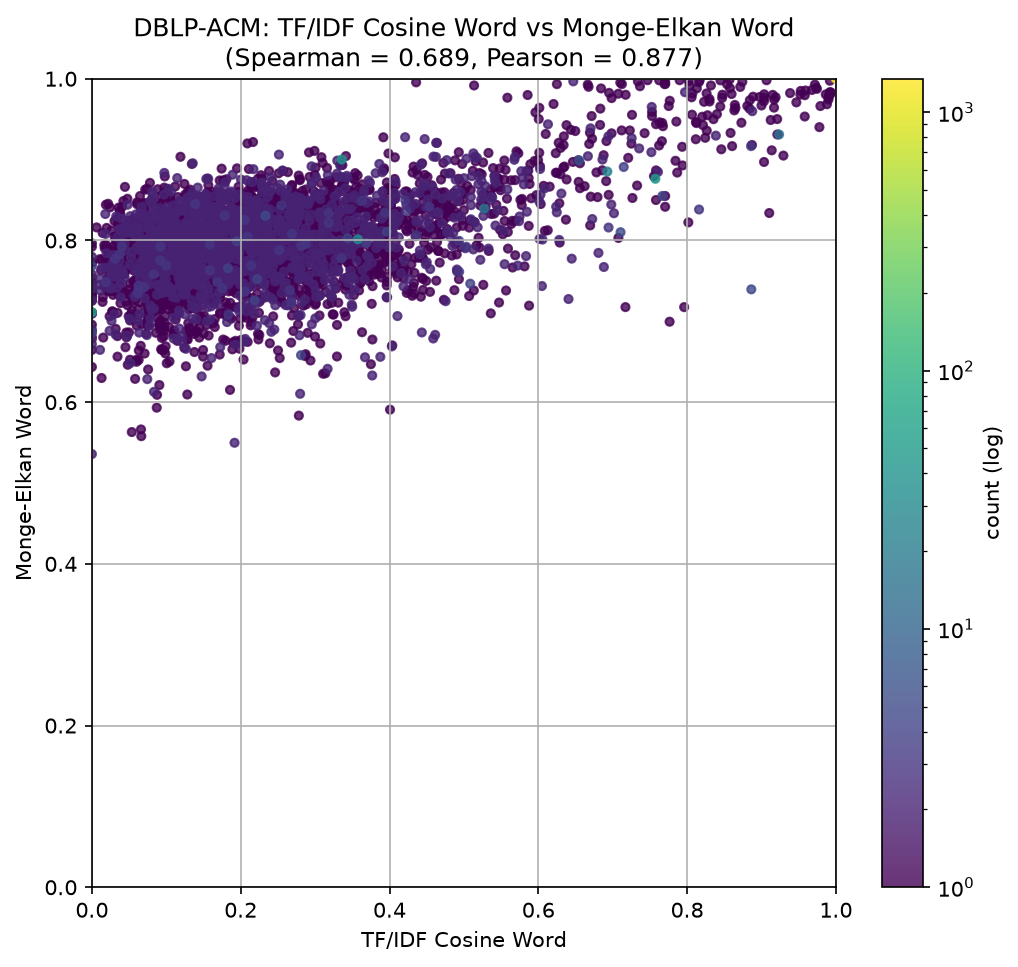 DBLP-ACM: TF/IDF Cosine Word vs Monge-Elkan Word
(Spearman = 0.689, Pearson = 0.877)
1.0
0.8
0.6
0.4
0.2
0.0
Monge-Elkan Word
0.0 0.2 0.4 0.6 0.8 1.0
TF/IDF Cosine Word
10³
10²
10¹
10⁰
count (log)